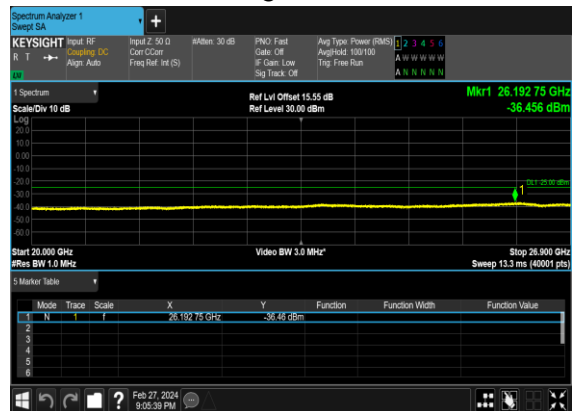 Spectrum Analyzer 1
Swept SA
+
KEYSIGHT Input: RF Input Z: 50 Ω #Atten: 30 dB PNO: Fast Avg Type: Power (RMS) 1 2 3 4 5 6
R T Coupling: DC Corr CCorr Gate: Off Avg|Hold: 100/100 A W W W W W
Align: Auto Freq Ref: Int (S) IF Gain: Low Trig: Free Run
Sig Track: Off A N N N N N
1 Spectrum Ref Lvl Offset 15.55 dB Mkr1 26.192 75 GHz
Scale/Div 10 dB Ref Level 30.00 dBm -36.456 dBm
Log
20.0
10.0
0.00
-10.0
-20.0
DL1 -25.00 dBm
-30.0
1
-40.0
-50.0
-60.0
Start 20.000 GHz Video BW 3.0 MHz* Stop 26.900 GHz
#Res BW 1.0 MHz Sweep 13.3 ms (40001 pts)
5 Marker Table
Mode Trace Scale X Y Function Function Width Function Value
1 N 1 f 26.192 75 GHz -36.46 dBm
2
3
4
5
6
? Feb 27, 2024
9:05:39 PM